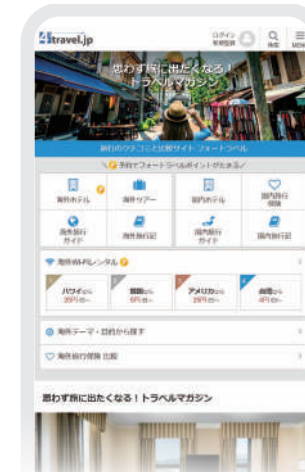 4travel.jp
ログイン
新規登録
検索
MENU
思わず旅に出たくなる！
トラベルマガジン
旅行のクチコミと比較サイト フォートラベル
予約でフォートラベルポイントがたまる
海外ホテル
海外ツアー
国内ホテル
国内旅行
保険
海外旅行
ガイド
海外旅行記
国内旅行
ガイド
国内旅行記
海外Wi-Fiレンタル
ハワイ
韓国
アメリカ
台湾
海外テーマ・目的から探す
海外旅行保険 比較
思わず旅に出たくなる！トラベルマガジン